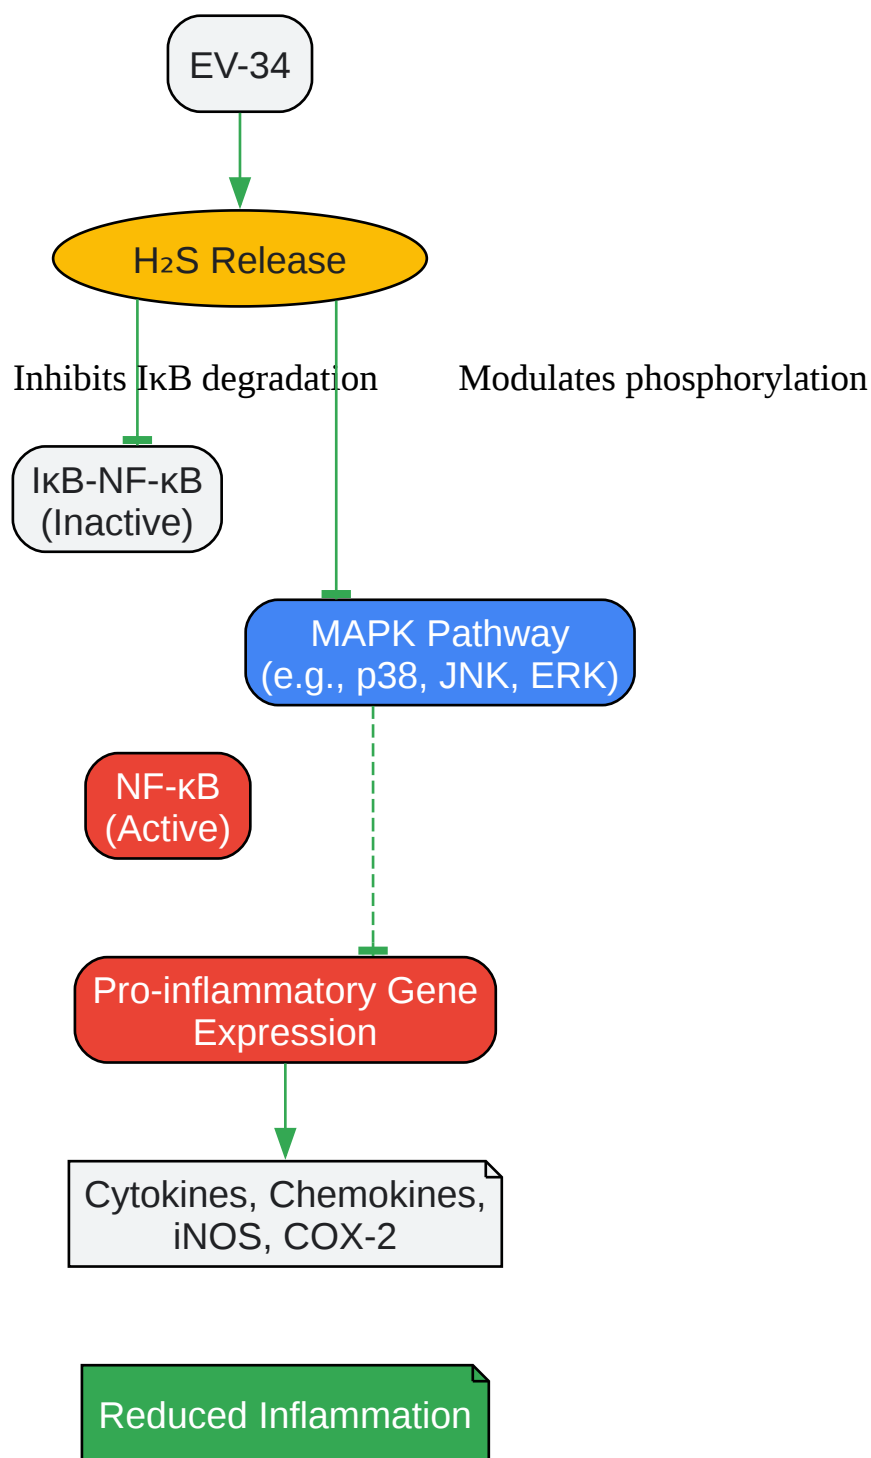 EV-34
H₂S Release
Inhibits IκB degradation
Modulates phosphorylation
IκB-NF-κB
(Inactive)
MAPK Pathway
(e.g., p38, JNK, ERK)
NF-κB
(Active)
Pro-inflammatory Gene
Expression
Cytokines, Chemokines,
iNOS, COX-2
Reduced Inflammation